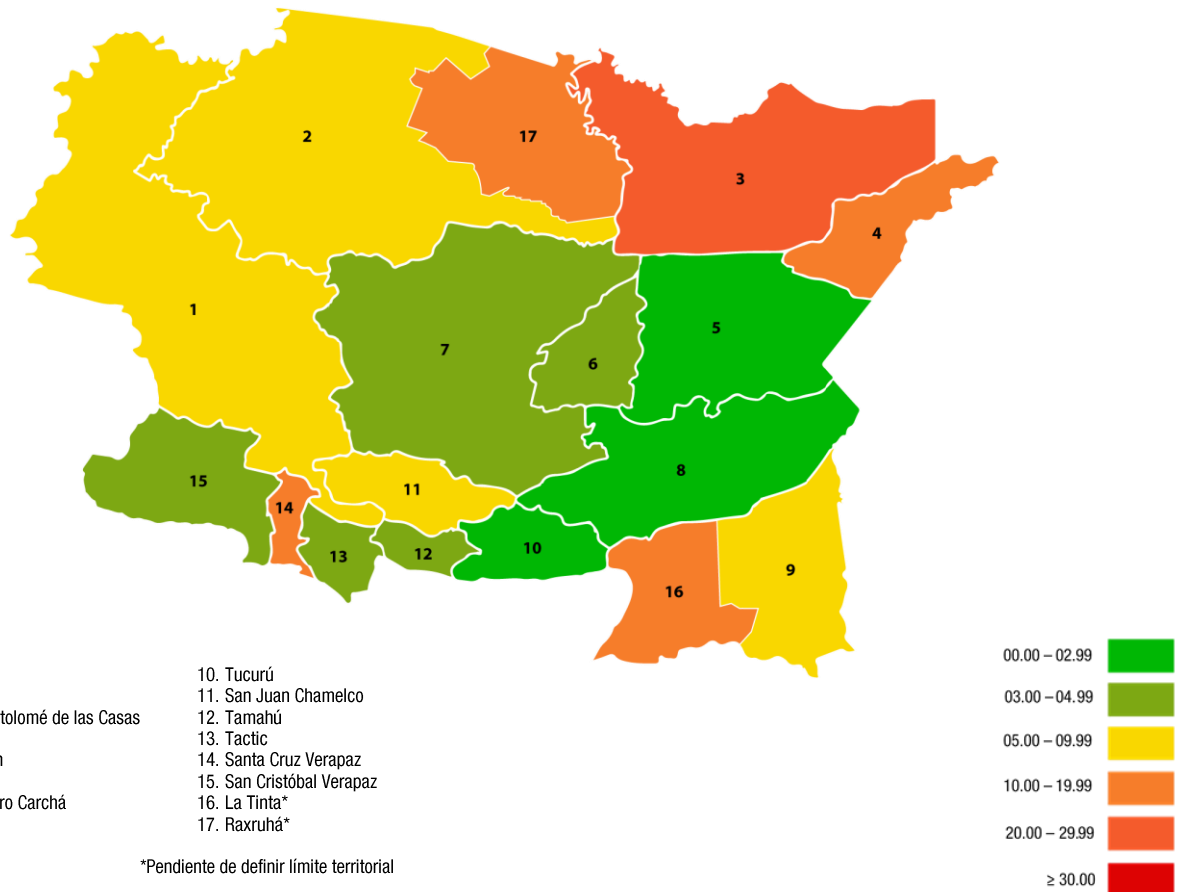 2
17
3
4
1
5
7
6
8
15
11
14
10
13
12
9
16
00.00 – 02.99
03.00 – 04.99
05.00 – 09.99
10.00 – 19.99
20.00 – 29.99
≥ 30.00
tolomé de las Casas
n
ro Carchá
10. Tucurú
11. San Juan Chamelco
12. Tamahú
13. Tactic
14. Santa Cruz Verapaz
15. San Cristóbal Verapaz
16. La Tinta*
17. Raxruhá*
*Pendiente de definir límite territorial